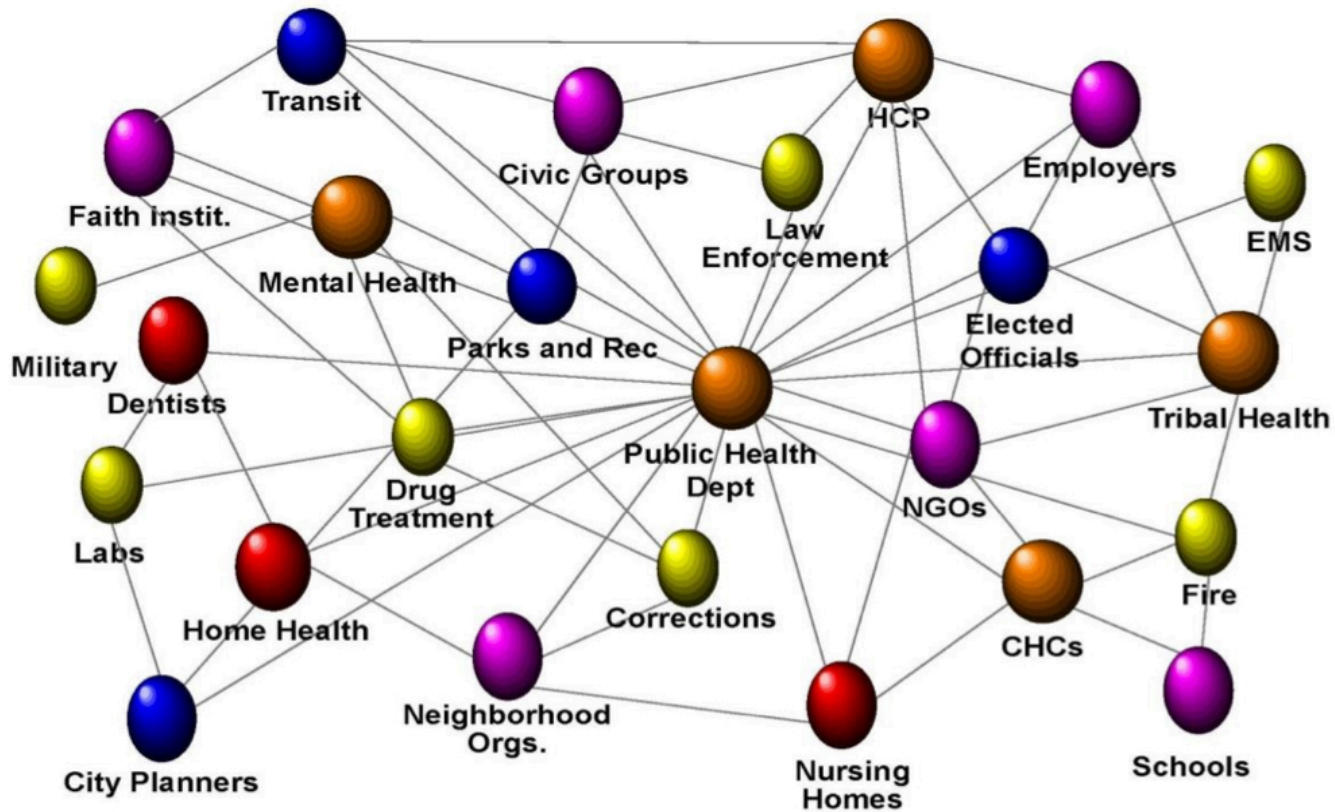 Transit
HCP
Civic Groups
Employers
Faith Instit.
Law
Enforcement
EMS
Mental Health
Parks and Rec
Elected
Officials
Military
Dentists
Tribal Health
Public Health
Dept
Drug
Treatment
NGOs
Labs
Home Health
Corrections
CHCs
Fire
Neighborhood
Orgs.
City Planners
Nursing
Homes
Schools